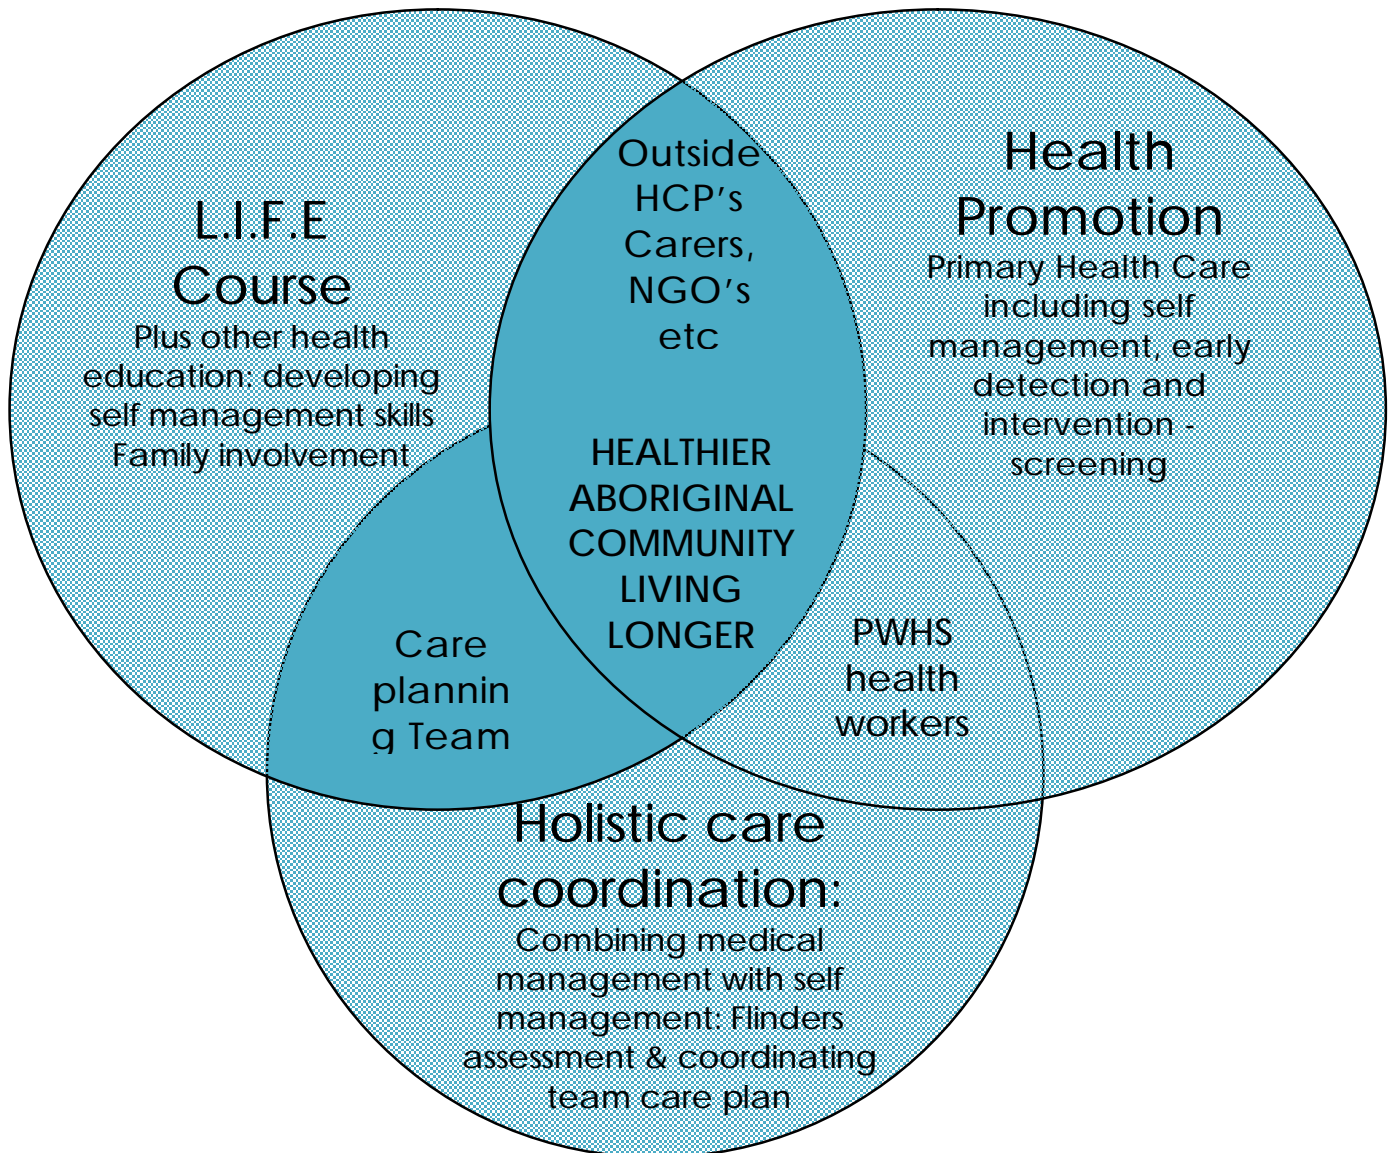 L.I.F.E
Course
Plus other health
education: developing
self management skills
Family involvement
Outside
HCP's
Carers,
NGO's
etc
HEALTHIER
ABORIGINAL
COMMUNITY
LIVING
LONGER
Health
Promotion
Primary Health Care
including self
management, early
detection and
intervention -
screening
Care
plannin
g Team
PWHS
health
workers
Holistic care
coordination:
Combining medical
management with self
management: Flinders
assessment & coordinating
team care plan